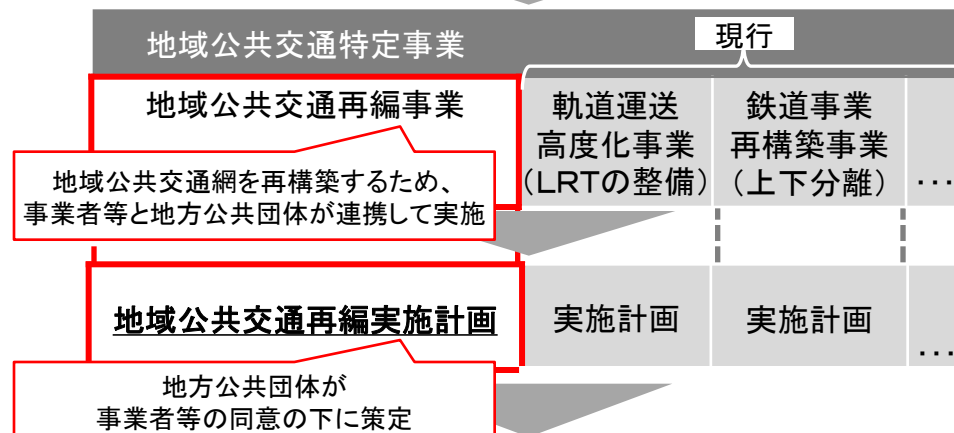 地域公共交通特定事業
現行
地域公共交通再編事業
地域公共交通網を再構築するため、
事業者等と地方公共団体が連携して実施
軌道運送
高度化事業
(LRTの整備)
鉄道事業
再構築事業
(上下分離)
…
地域公共交通再編実施計画
地方公共団体が
事業者等の同意の下に策定
実施計画
実施計画
…